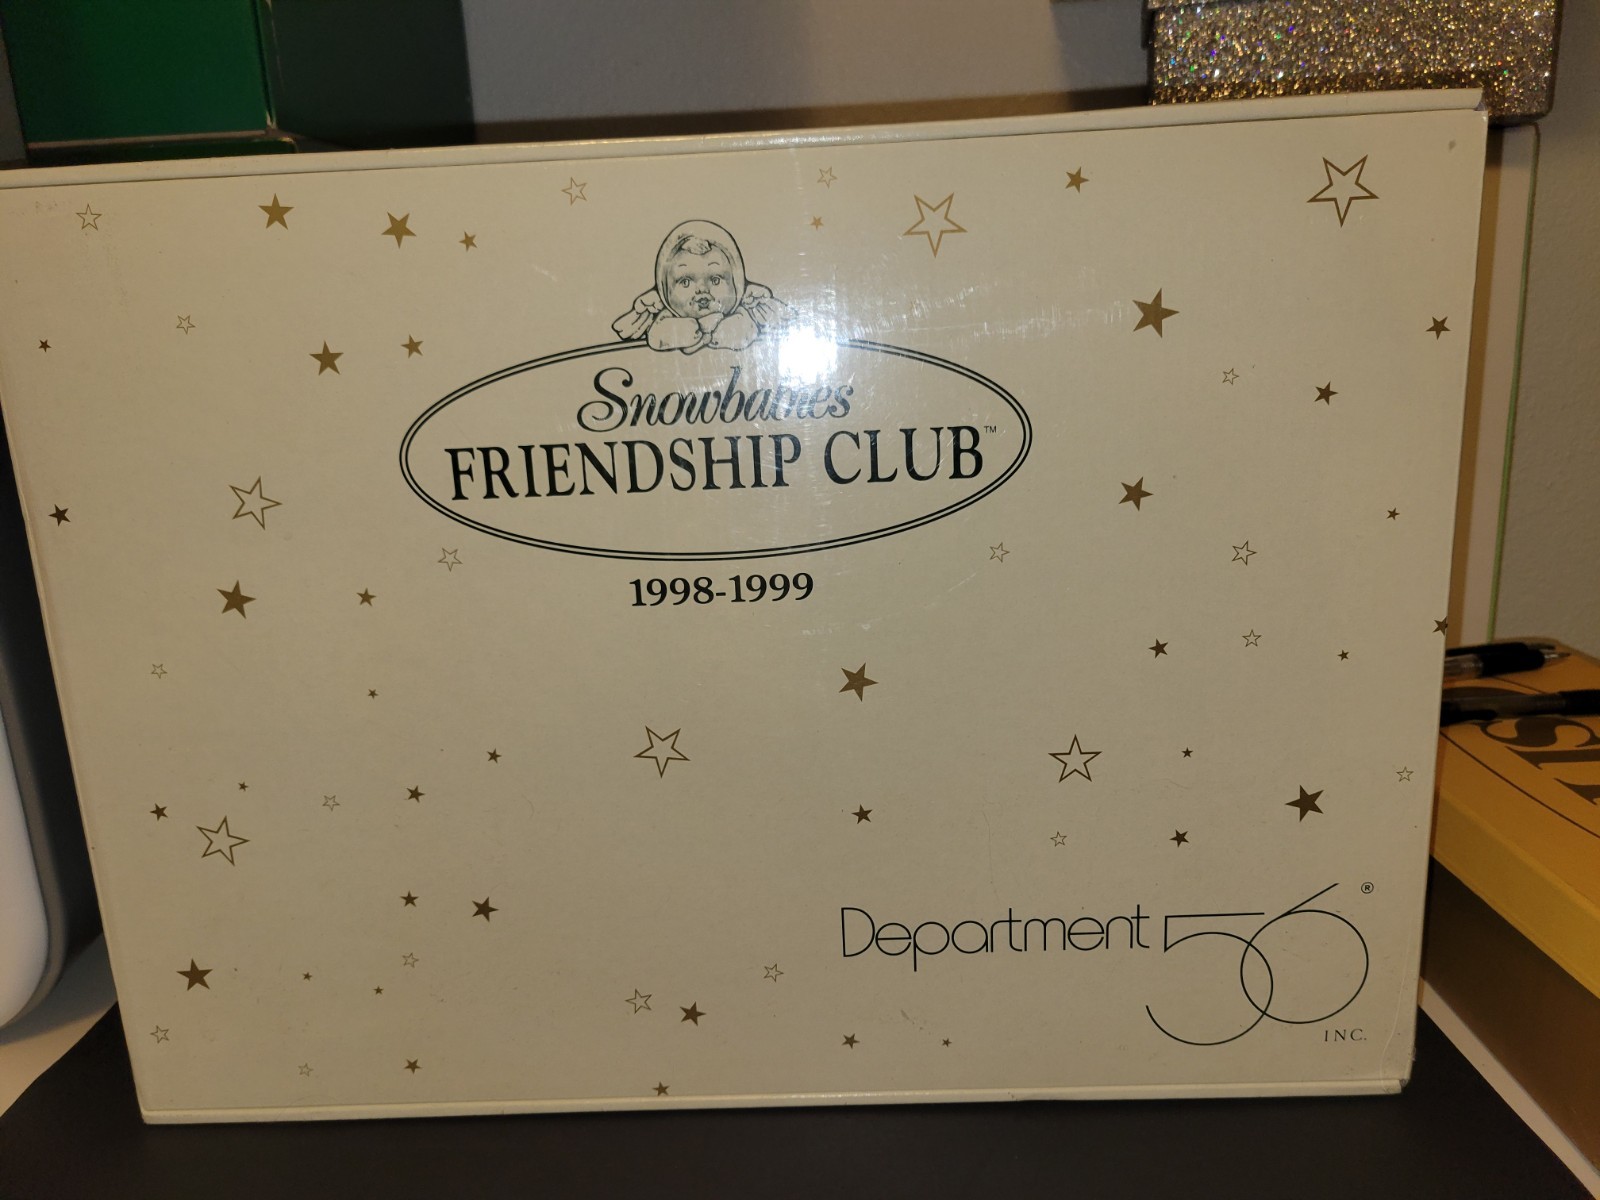 Snowbabies
FRIENDSHIP CLUB™
1998-1999
Department 56®
INC.